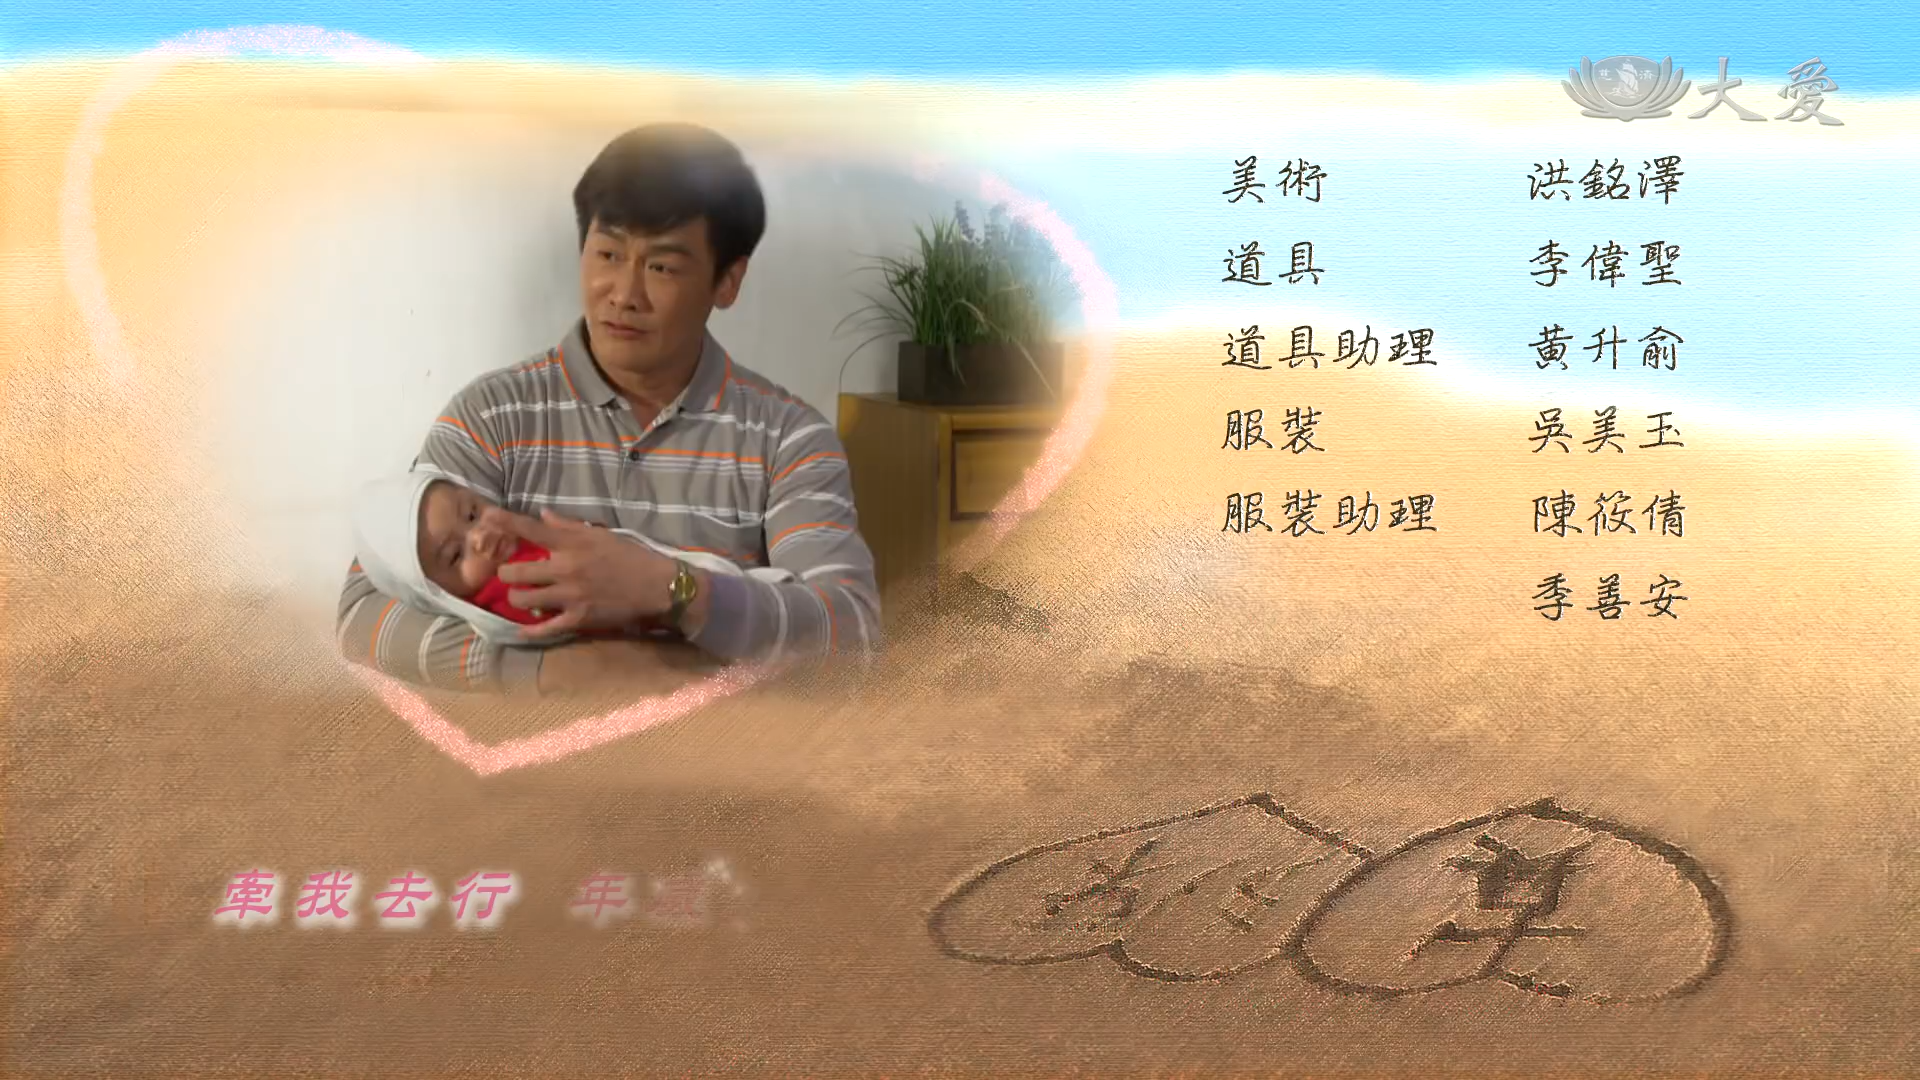 大愛
美術 洪銘澤
道具 李偉聖
道具助理 黃升俞
服裝 吳美玉
服裝助理 陳筱倩
季善安
牽我去行 年